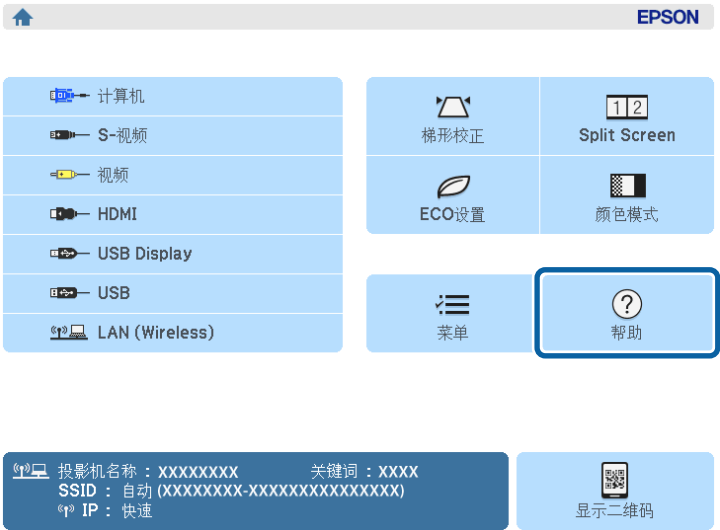 EPSON
计算机
S-视频
视频
HDMI
USB Display
USB
LAN (Wireless)
梯形校正
1 2
Split Screen
ECO设置
颜色模式
菜单
?
帮助
投影机名称 : XXXXXXXX 关键词 : XXXX
SSID : 自动 (XXXXXXXX-XXXXXXXXXXXXXXX)
IP : 快速
显示二维码